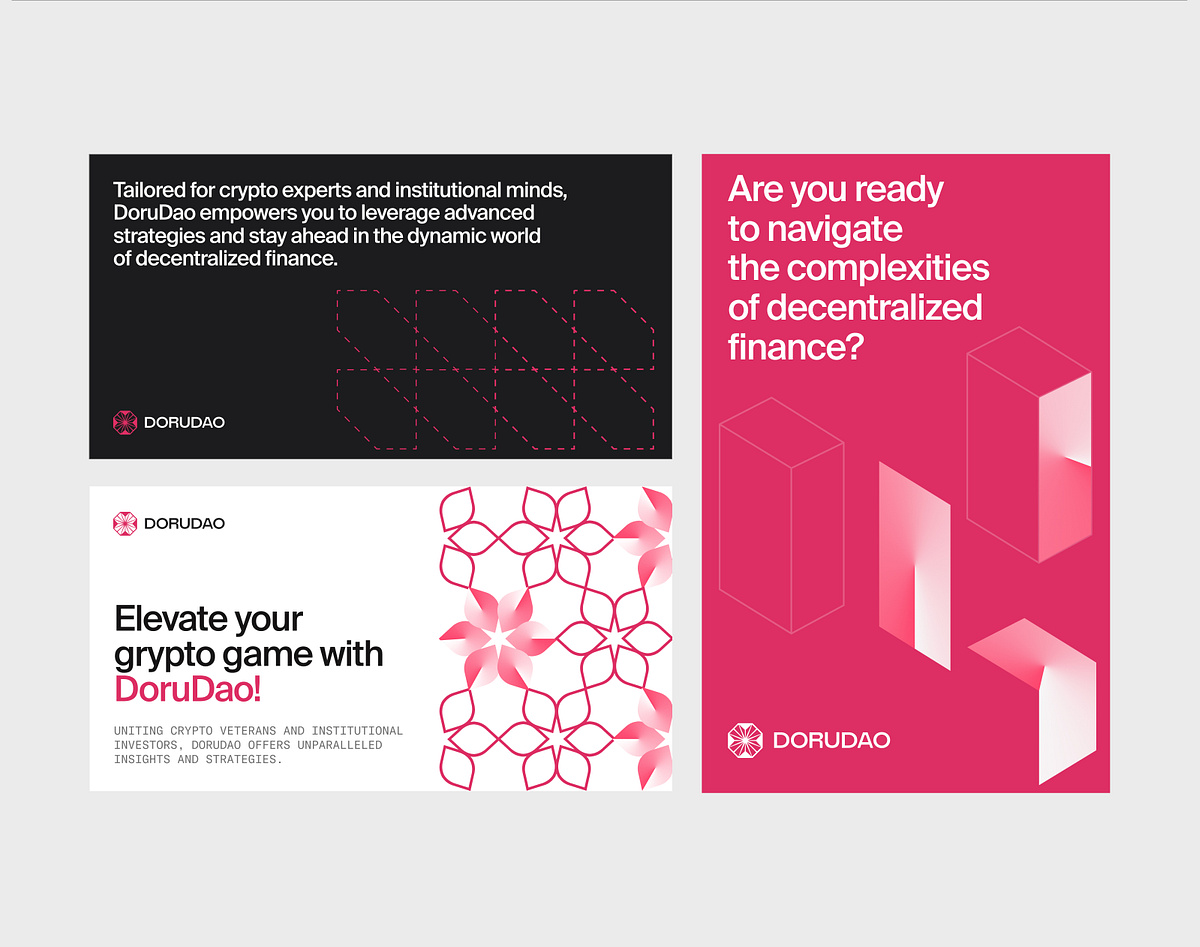 Tailored for crypto experts and institutional minds,
DoruDao empowers you to leverage advanced
strategies and stay ahead in the dynamic world
of decentralized finance.
DORUDAO
DORUDAO
Elevate your
grypto game with
DoruDao!
UNITING CRYPTO VETERANS AND INSTITUTIONAL
INVESTORS, DORUDAO OFFERS UNPARALLELED
INSIGHTS AND STRATEGIES.
Are you ready
to navigate
the complexities
of decentralized
finance?
DORUDAO